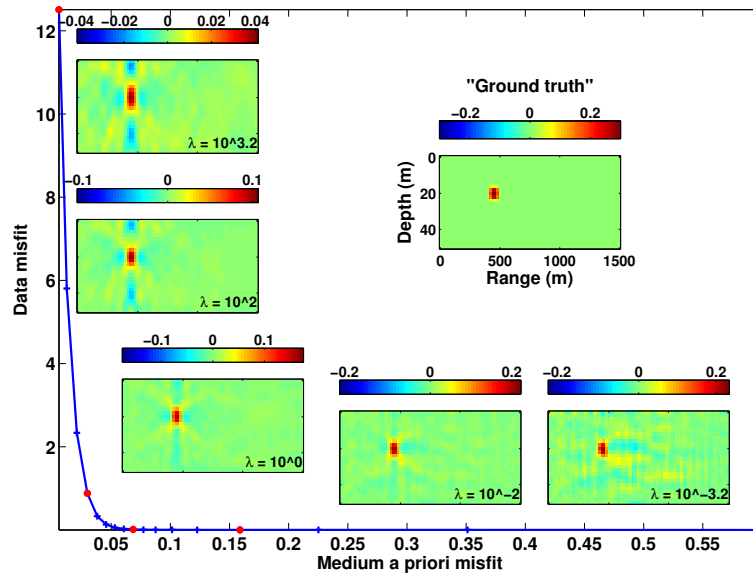 12
10
8
6
4
2
Data misfit
−0.04 −0.02 0 0.02 0.04
λ = 10^3.2
−0.1 0 0.1
λ = 10^2
−0.1 0 0.1
λ = 10^0
"Ground truth"
−0.2 0 0.2
0
20
40
Depth (m)
0 500 1000 1500
Range (m)
−0.2 0 0.2
λ = 10^−2
−0.2 0 0.2
λ = 10^−3.2
0.05 0.1 0.15 0.2 0.25 0.3 0.35 0.4 0.45 0.5 0.55
Medium a priori misfit